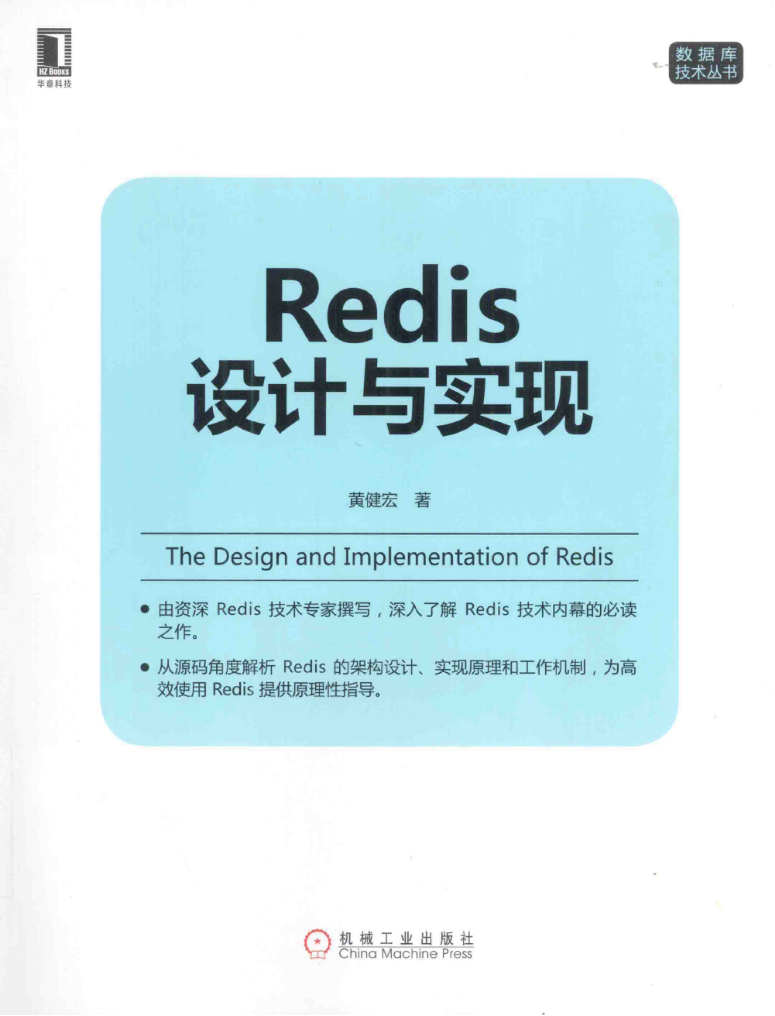 HZ BOOKS
华章科技
数据库
技术丛书
Redis
设计与实现
黄健宏 著
The Design and Implementation of Redis
● 由资深 Redis 技术专家撰写，深入了解 Redis 技术内幕的必读
之作。
● 从源码角度解析 Redis 的架构设计、实现原理和工作机制，为高
效使用 Redis 提供原理性指导。
机械工业出版社
China Machine Press